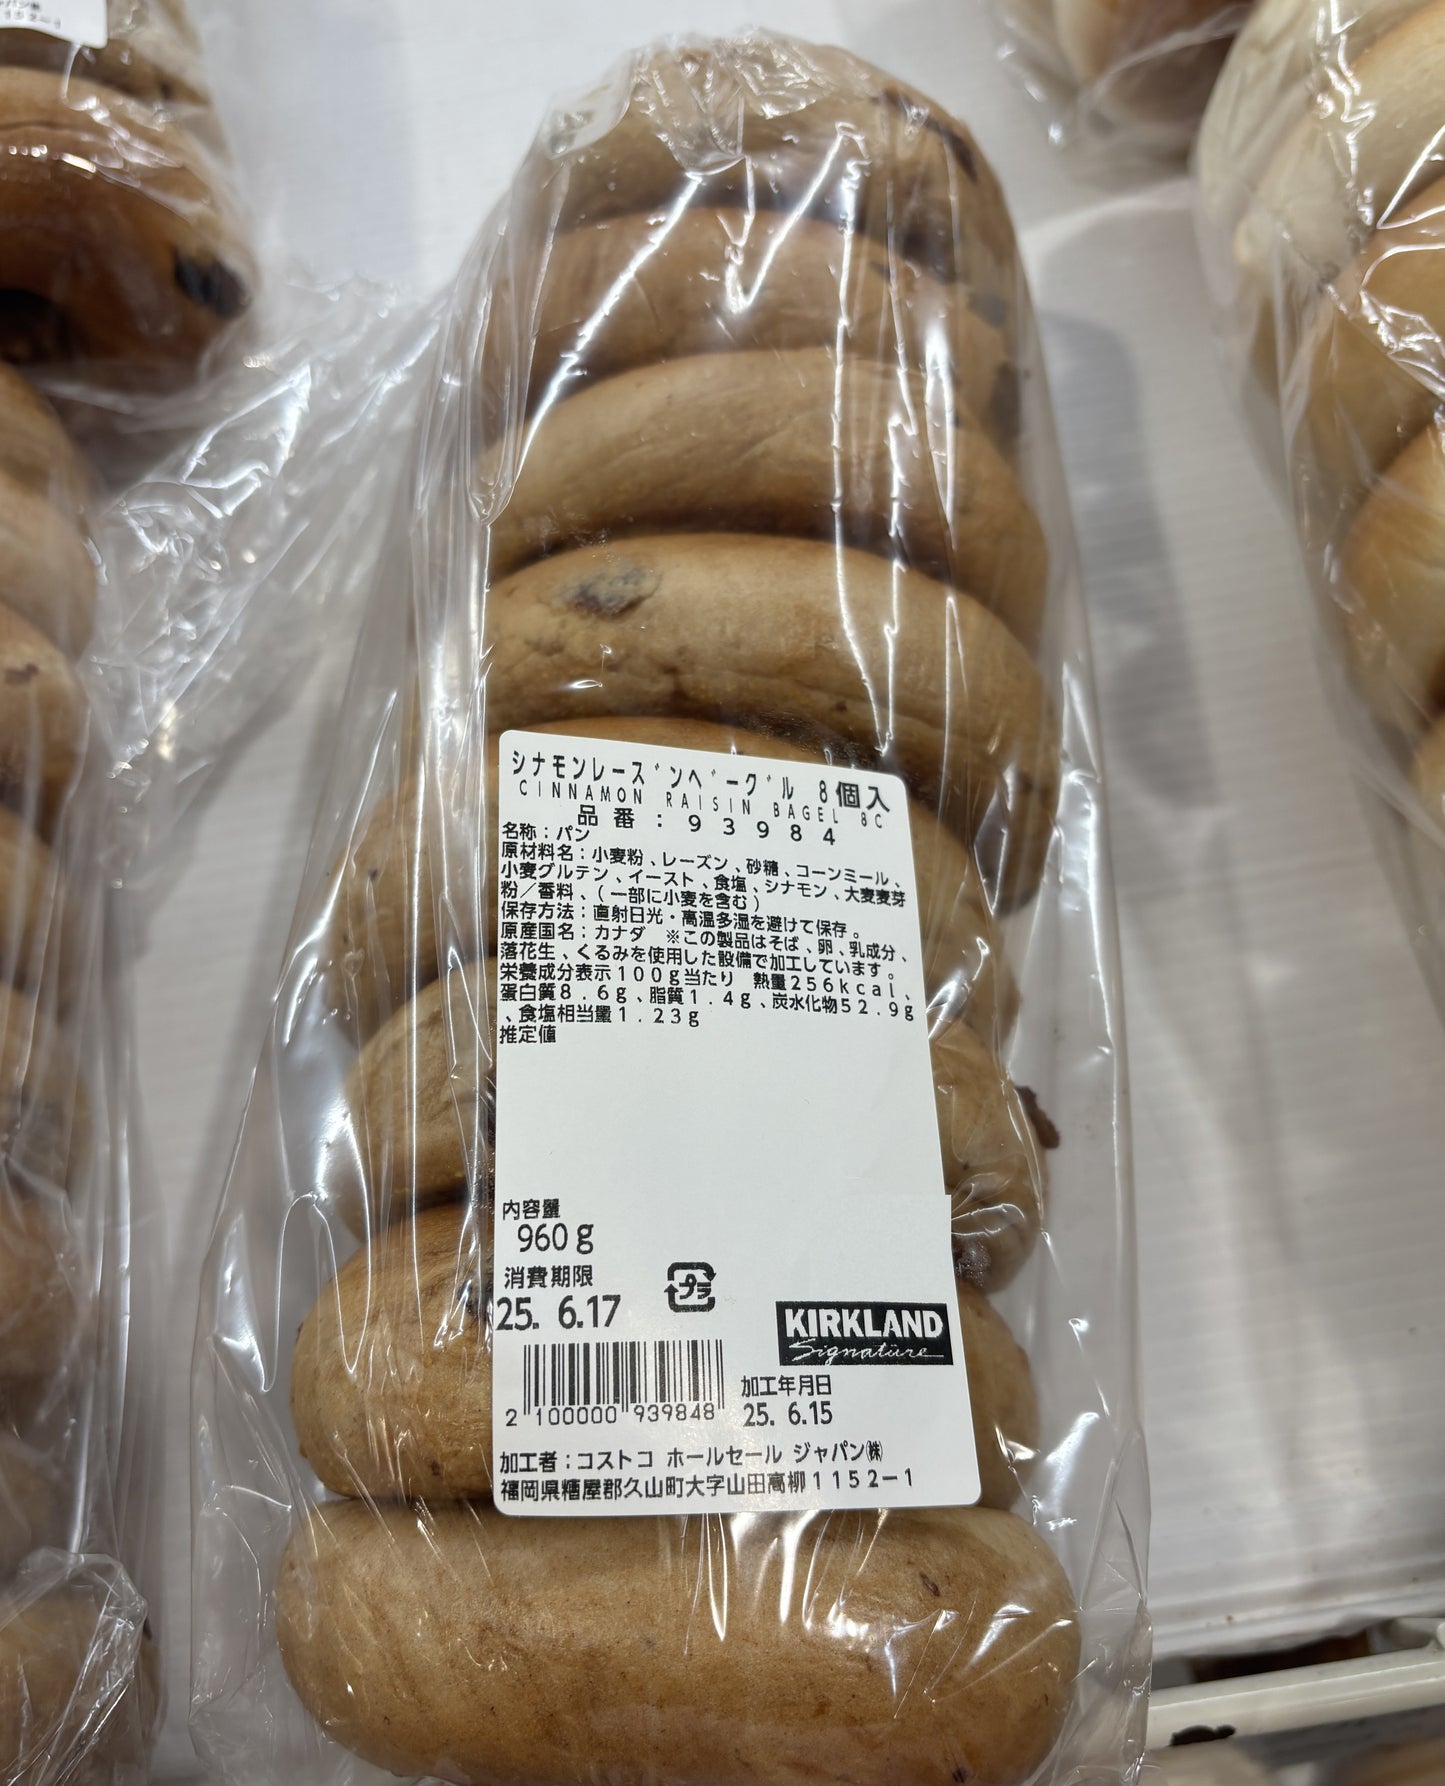 シナモンレーズンベーグル 8個入
CINNAMON RAISIN BAGEL 8C
品番:93984
名称:パン
原材料名:小麦粉、レーズン、砂糖、コーンミール、
小麦グルテン、イースト、食塩、シナモン、大麦麦芽
粉/香料、(一部に小麦を含む)
保存方法:直射日光・高温多湿を避けて保存。
原産国名:カナダ ※この製品はそば、卵、乳成分、
落花生、くるみを使用した設備で加工しています。
栄養成分表示100g当たり 熱量256kcal、
蛋白質8.6g、脂質1.4g、炭水化物52.9g
、食塩相当量1.23g
推定値
内容量
960g
消費期限
25. 6.17
プラ
KIRKLAND
Signature
2 100000 939848
加工年月日
25. 6.15
加工者:コストコ ホールセール ジャパン㈱
福岡県糟屋郡久山町大字山田高柳1152-1